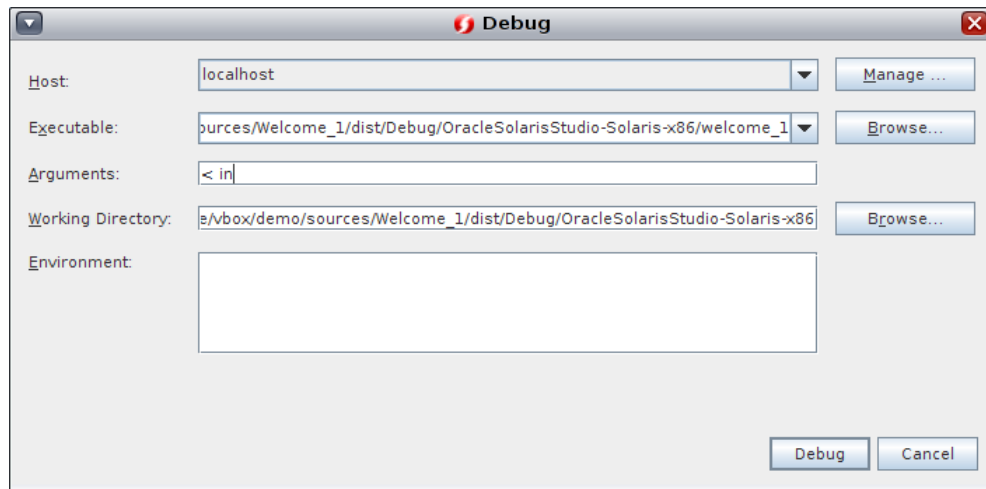 Debug
Host: localhost Manage ...
Executable: ources/Welcome_1/dist/Debug/OracleSolarisStudio-Solaris-x86/welcome_1 Browse...
Arguments: < in
Working Directory: e/vbox/demo/sources/Welcome_1/dist/Debug/OracleSolarisStudio-Solaris-x86 Browse...
Environment:
Debug Cancel